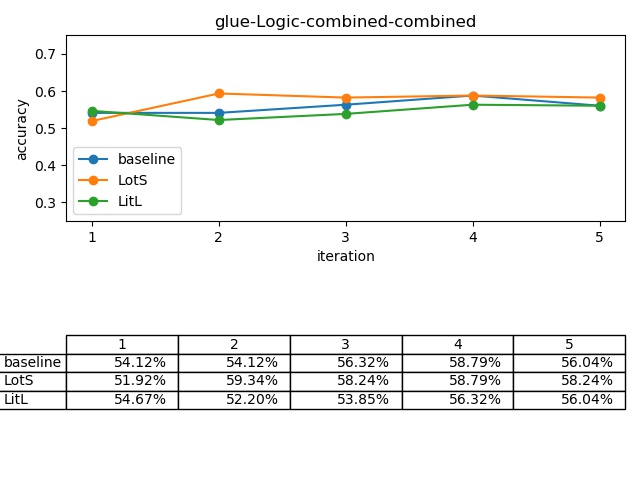 glue-Logic-combined-combined
0.7
0.6
0.5
0.4
0.3
accuracy
baseline
LotS
LitL
1 2 3 4 5
iteration
1 2 3 4 5
baseline 54.12% 54.12% 56.32% 58.79% 56.04%
LotS 51.92% 59.34% 58.24% 58.79% 58.24%
LitL 54.67% 52.20% 53.85% 56.32% 56.04%